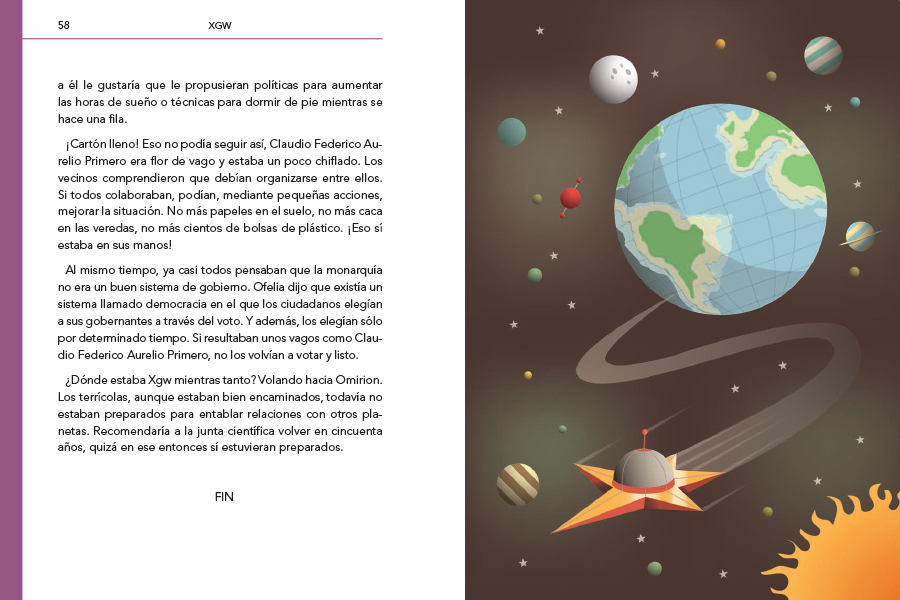 58
XGW
a él le gustaría que le propusieran políticas para aumentar
las horas de sueño o técnicas para dormir de pie mientras se
hace una fila.
¡Cartón lleno! Eso no podía seguir así, Claudio Federico Au-
relio Primero era flor de vago y estaba un poco chiflado. Los
vecinos comprendieron que debían organizarse entre ellos.
Si todos colaboraban, podían, mediante pequeñas acciones,
mejorar la situación. No más papeles en el suelo, no más caca
en las veredas, no más cientos de bolsas de plástico. ¡Eso sí
estaba en sus manos!
Al mismo tiempo, ya casi todos pensaban que la monarquía
no era un buen sistema de gobierno. Ofelia dijo que existía un
sistema llamado democracia en el que los ciudadanos elegían
a sus gobernantes a través del voto. Y además, los elegían sólo
por determinado tiempo. Si resultaban unos vagos como Clau-
dio Federico Aurelio Primero, no los volvían a votar y listo.
¿Dónde estaba Xgw mientras tanto? Volando hacia Omirion.
Los terrícolas, aunque estaban bien encaminados, todavía no
estaban preparados para entablar relaciones con otros pla-
netas. Recomendaría a la junta científica volver en cincuenta
años, quizá en ese entonces sí estuvieran preparados.
FIN